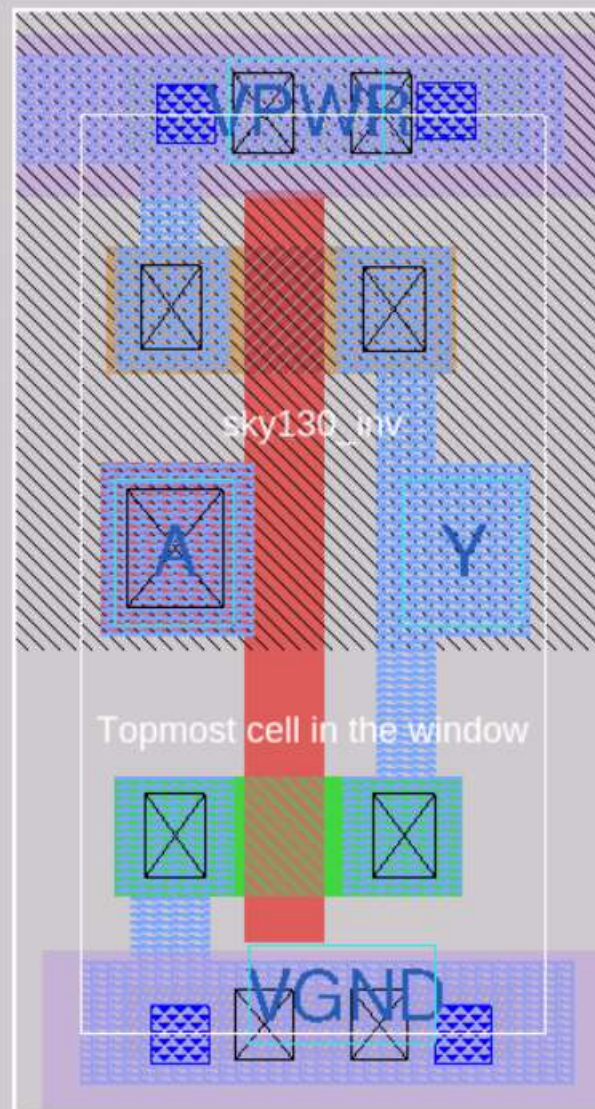 VPWR
sky130_inv
A
Y
Topmost cell in the window
VGND